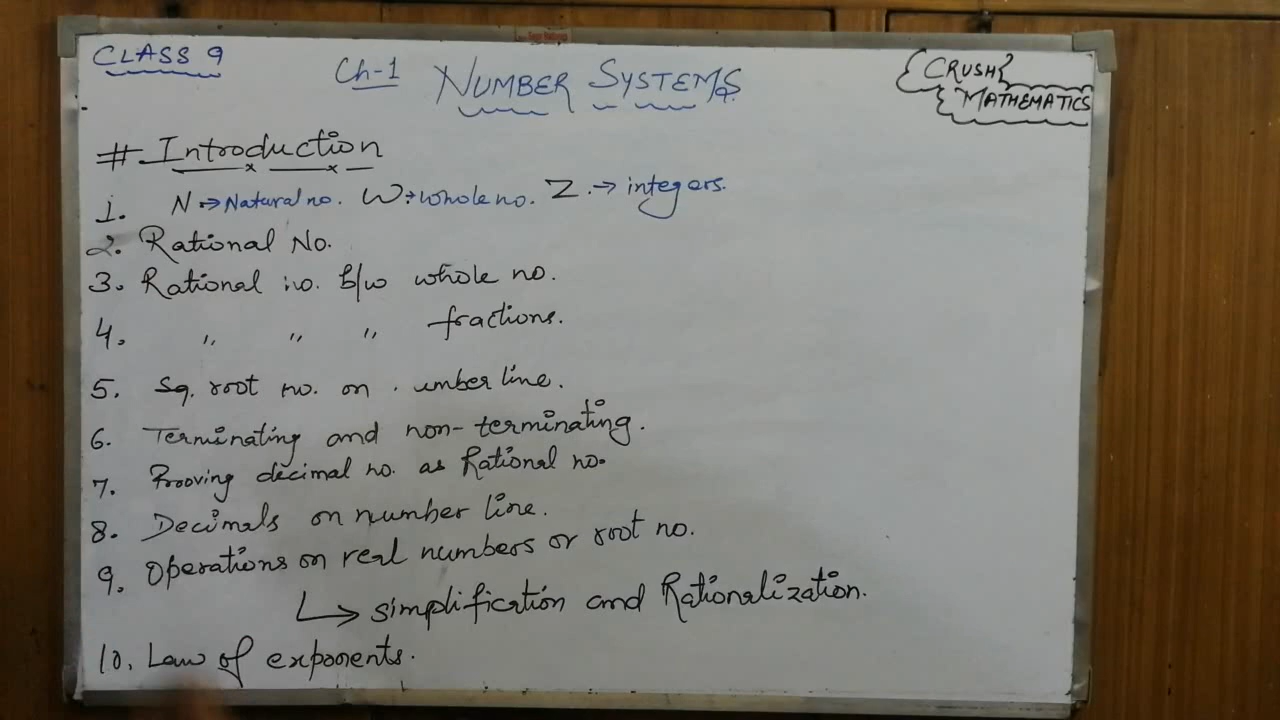 CLASS 9
Ch-1 NUMBER SYSTEMS
CRUSH
MATHEMATICS
# Introduction
1. N → Natural no. W → whole no. Z → integers.
2. Rational No.
3. Rational no. b/w whole no.
4. " " " fractions.
5. Sq. root no. on umber line.
6. Terminating and non-terminating.
7. Prooving decimal no. as Rational no.
8. Decimals on number line.
9. Operations on real numbers or root no.
↳ simplification and Rationalization.
10. Law of exponents.